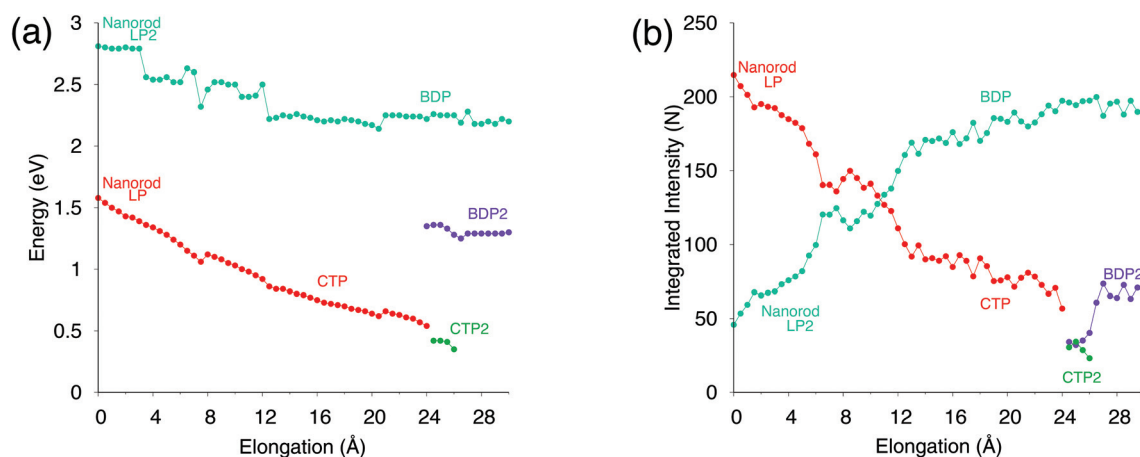 (a)
3
2.5
2
1.5
1
0.5
0
Energy (eV)
Nanorod
LP2
BDP
Nanorod
LP
BDP2
CTP
CTP2
0 4 8 12 16 20 24 28
Elongation (Å)
(b)
250
200
150
100
50
0
Integrated Intensity (N)
Nanorod
LP
BDP
Nanorod
LP2
CTP
BDP2
CTP2
0 4 8 12 16 20 24 28
Elongation (Å)